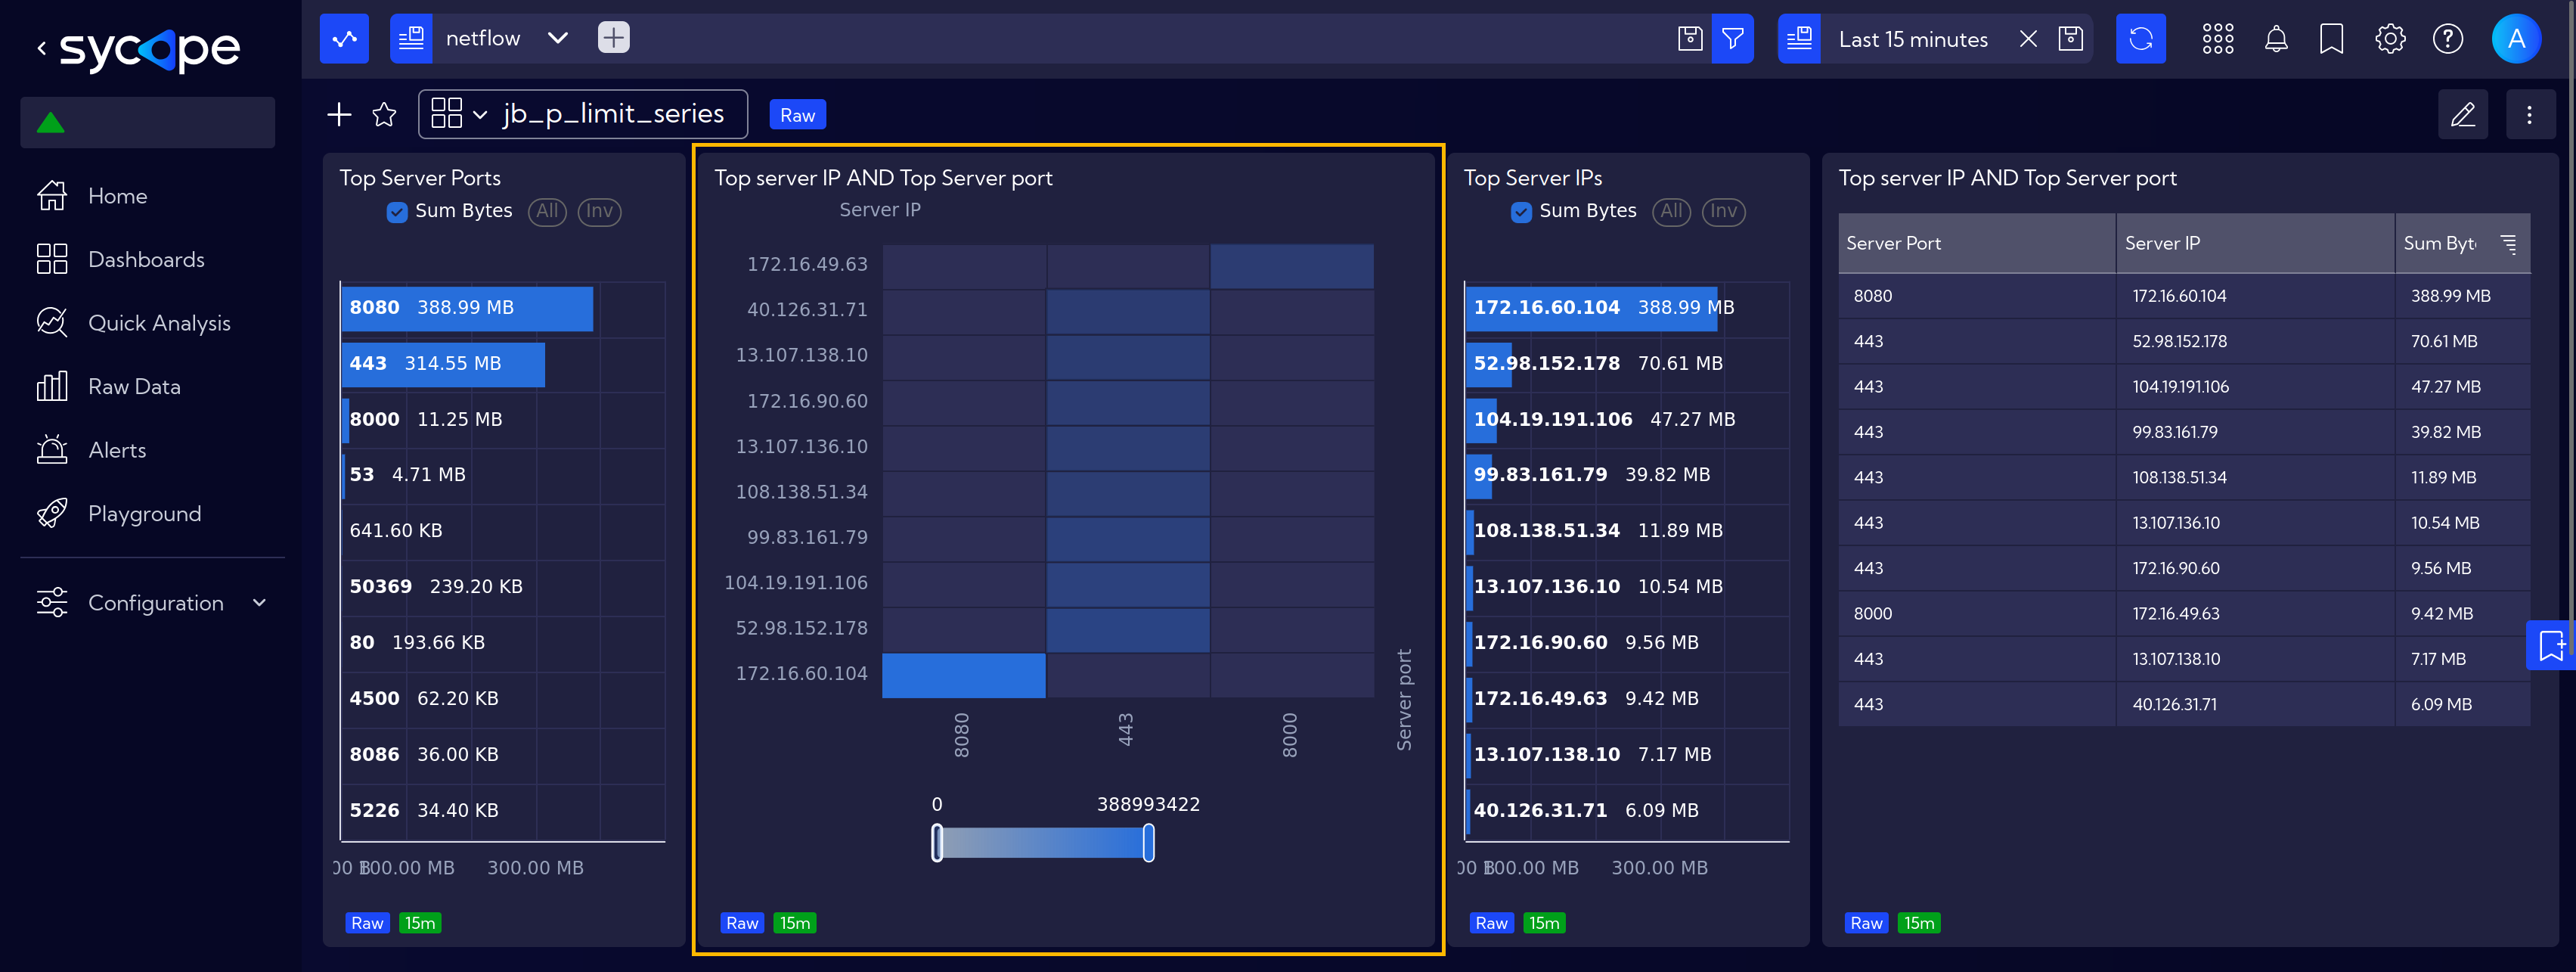 sycope
netflow
Last 15 minutes
A
jb_p_limit_series
Raw
Home
Dashboards
Quick Analysis
Raw Data
Alerts
Playground
Configuration
Top Server Ports
Sum Bytes All Inv
8080 388.99 MB
443 314.55 MB
8000 11.25 MB
53 4.71 MB
641.60 KB
50369 239.20 KB
80 193.66 KB
4500 62.20 KB
8086 36.00 KB
5226 34.40 KB
100.00 MB 300.00 MB
Raw 15m
Top server IP AND Top Server port
Server IP
172.16.49.63
40.126.31.71
13.107.138.10
172.16.90.60
13.107.136.10
108.138.51.34
99.83.161.79
104.19.191.106
52.98.152.178
172.16.60.104
8080 443 8000
Server port
0 388993422
Raw 15m
Top Server IPs
Sum Bytes All Inv
172.16.60.104 388.99 MB
52.98.152.178 70.61 MB
104.19.191.106 47.27 MB
99.83.161.79 39.82 MB
108.138.51.34 11.89 MB
13.107.136.10 10.54 MB
172.16.90.60 9.56 MB
172.16.49.63 9.42 MB
13.107.138.10 7.17 MB
40.126.31.71 6.09 MB
100.00 MB 300.00 MB
Raw 15m
Top server IP AND Top Server port
Server Port Server IP Sum Byt
8080 172.16.60.104 388.99 MB
443 52.98.152.178 70.61 MB
443 104.19.191.106 47.27 MB
443 99.83.161.79 39.82 MB
443 108.138.51.34 11.89 MB
443 13.107.136.10 10.54 MB
443 172.16.90.60 9.56 MB
8000 172.16.49.63 9.42 MB
443 13.107.138.10 7.17 MB
443 40.126.31.71 6.09 MB
Raw 15m